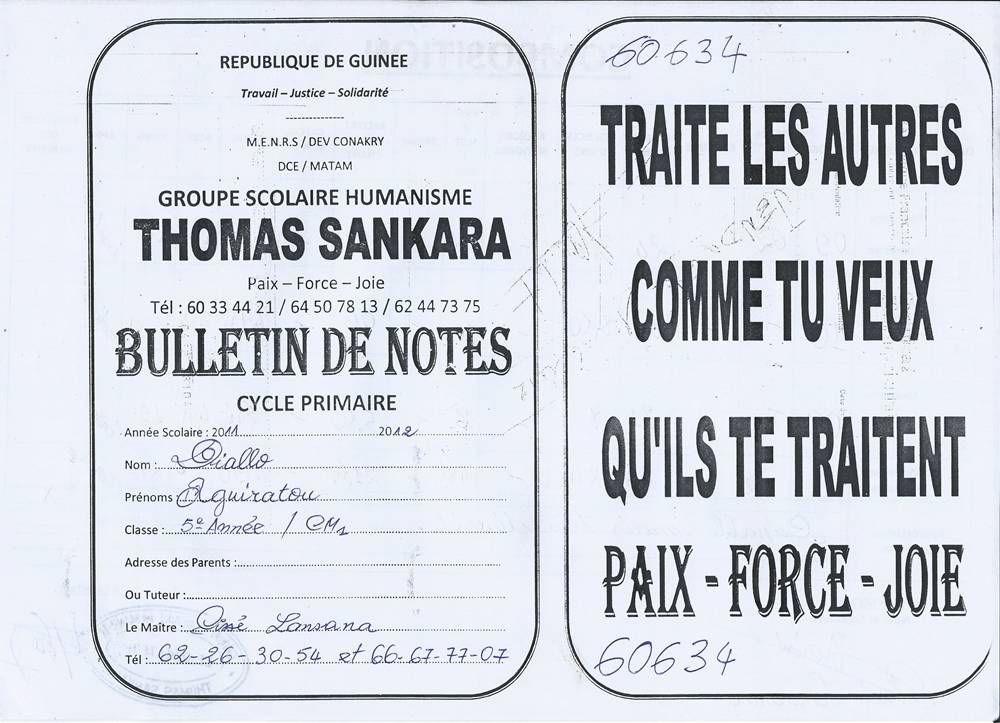 REPUBLIQUE DE GUINEE
Travail – Justice – Solidarité
M.E.N.R.S / DEV CONAKRY
DCE / MATAM
GROUPE SCOLAIRE HUMANISME
THOMAS SANKARA
Paix – Force – Joie
Tél : 60 33 44 21 / 64 50 78 13 / 62 44 73 75
BULLETIN DE NOTES
CYCLE PRIMAIRE
Année Scolaire : 2011 2012
Nom : Diallo
Prénoms Aguiratou
Classe : 5e Année / CM1
Adresse des Parents :
Ou Tuteur :
Le Maître : Cissé Lansana
Tél : 62-26-30-54 et 66-67-77-07
60634
TRAITE LES AUTRES
COMME TU VEUX
QU'ILS TE TRAITENT
PAIX - FORCE - JOIE
60634